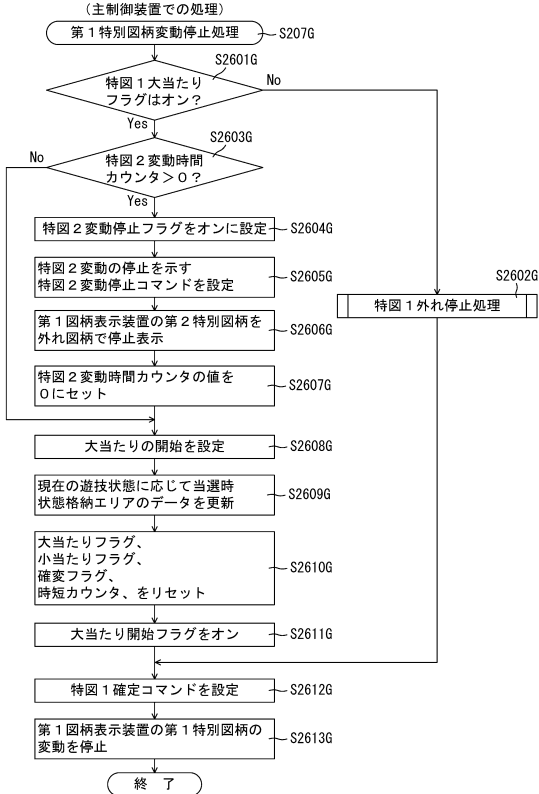 (主制御装置での処理)
第1特別図柄変動停止処理
S207G
S2601G
特図1大当たり
フラグはオン?
No
Yes
S2603G
特図2変動時間
カウンタ>0?
No
Yes
特図2変動停止フラグをオンに設定
S2604G
特図2変動の停止を示す
特図2変動停止コマンドを設定
S2605G
S2602G
特図1外れ停止処理
第1図柄表示装置の第2特別図柄を
外れ図柄で停止表示
S2606G
特図2変動時間カウンタの値を
0にセット
S2607G
大当たりの開始を設定
S2608G
現在の遊技状態に応じて当選時
状態格納エリアのデータを更新
S2609G
大当たりフラグ、
小当たりフラグ、
確変フラグ、
時短カウンタ、をリセット
S2610G
大当たり開始フラグをオン
S2611G
特図1確定コマンドを設定
S2612G
第1図柄表示装置の第1特別図柄の
変動を停止
S2613G
終 了